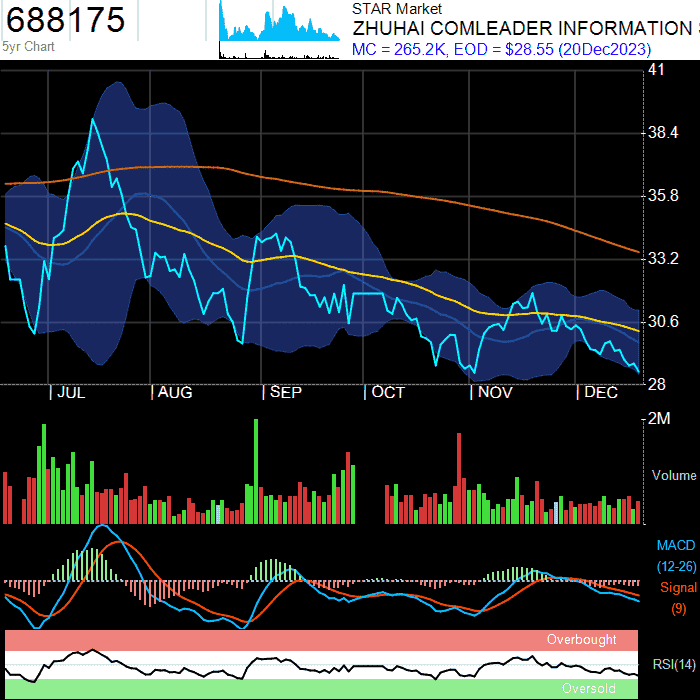 688175
5yr Chart
STAR Market
ZHUHAI COMLEADER INFORMATION
MC = 265.2K, EOD = $28.55 (20Dec2023)
41
38.4
35.8
33.2
30.6
28
| JUL
| AUG
| SEP
| OCT
| NOV
| DEC
2M
Volume
MACD
(12-26)
Signal
(9)
Overbought
RSI(14)
Oversold